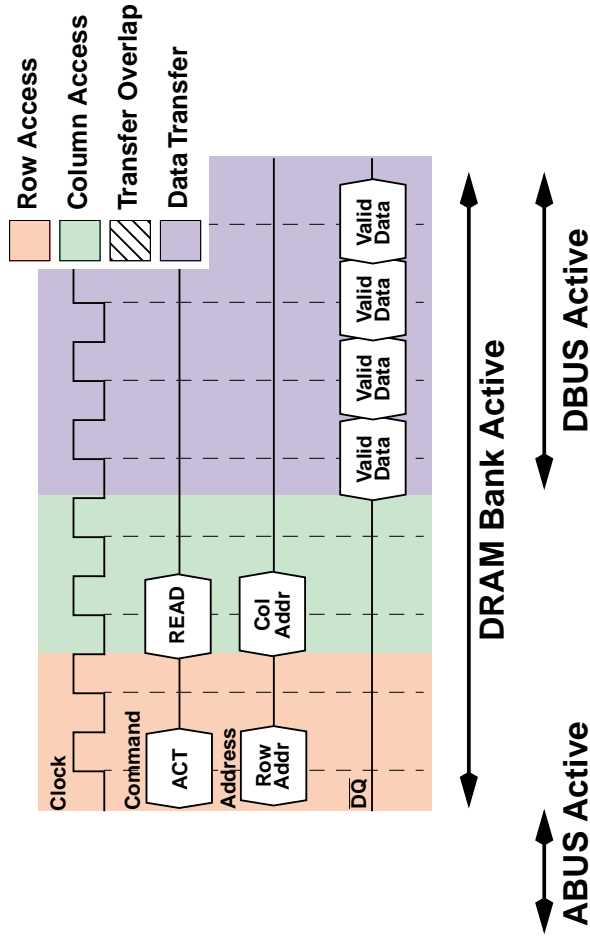 Row Access
Column Access
Transfer Overlap
Data Transfer
Clock
Command
ACT
READ
Address
Row
Addr
Col
Addr
DQ
Valid
Data
Valid
Data
Valid
Data
Valid
Data
DRAM Bank Active
ABUS Active
DBUS Active